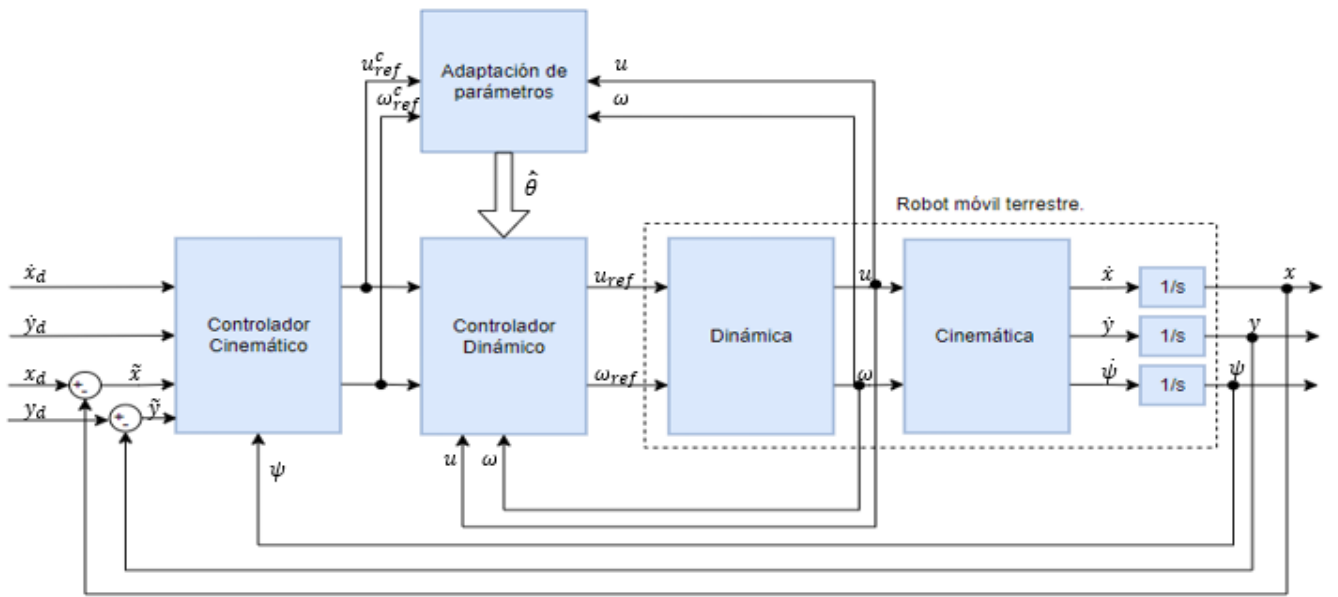 u^c_ref
ω^c_ref
Adaptación de
parámetros
u
ω
θ̂
Robot móvil terrestre.
ẋ_d
ẏ_d
x_d
y_d
+
-
+
-
x̃
ỹ
Controlador
Cinemático
ψ
Controlador
Dinámico
u
ω
u_ref
ω_ref
Dinámica
u
ω
Cinemática
ẋ
ẏ
ψ̇
1/s
1/s
1/s
x
y
ψ